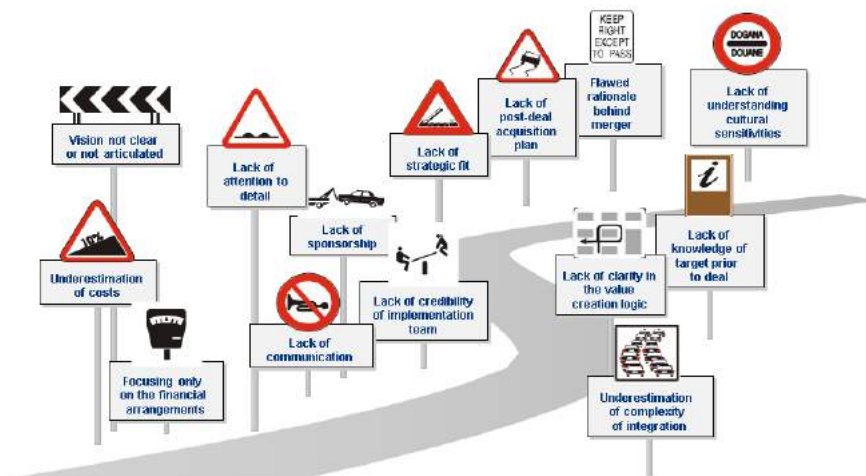 KEEP
RIGHT
EXCEPT
TO PASS
DOGANA
DOUANE
Vision not clear
or not articulated
Lack of
attention to
detail
Lack of
strategic fit
Lack of
post-deal
acquisition
plan
Flawed
rationale
behind
merger
Lack of
understanding
cultural
sensitivities
10%
Underestimation
of costs
Lack of
sponsorship
Lack of credibility
of implementation
team
Lack of clarity in
the value
creation logic
i
Lack of
knowledge of
target prior
to deal
Lack of
communication
Focusing only
on the financial
arrangements
Underestimation
of complexity
of integration